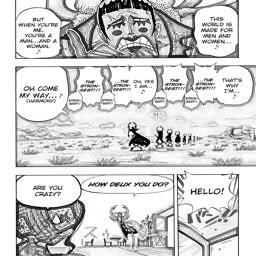 THIS
WORLD IS
MADE FOR
MEN AND
WOMEN...
BUT WHEN
YOU'RE ME,
YOU'RE A
MAN...AND A
WOMAN.
THAT'S
WHY I'M...
...THE
STRON-
GEST!!!
OH, YES
I AM...
...THE
STRON-
GEST!!!
THE
STRON-
GEST!!!
OH COME
MY WAY...
(HARMONY)
HELLO!
HOW DEUX YOU DO?
ARE YOU
CRAZY?